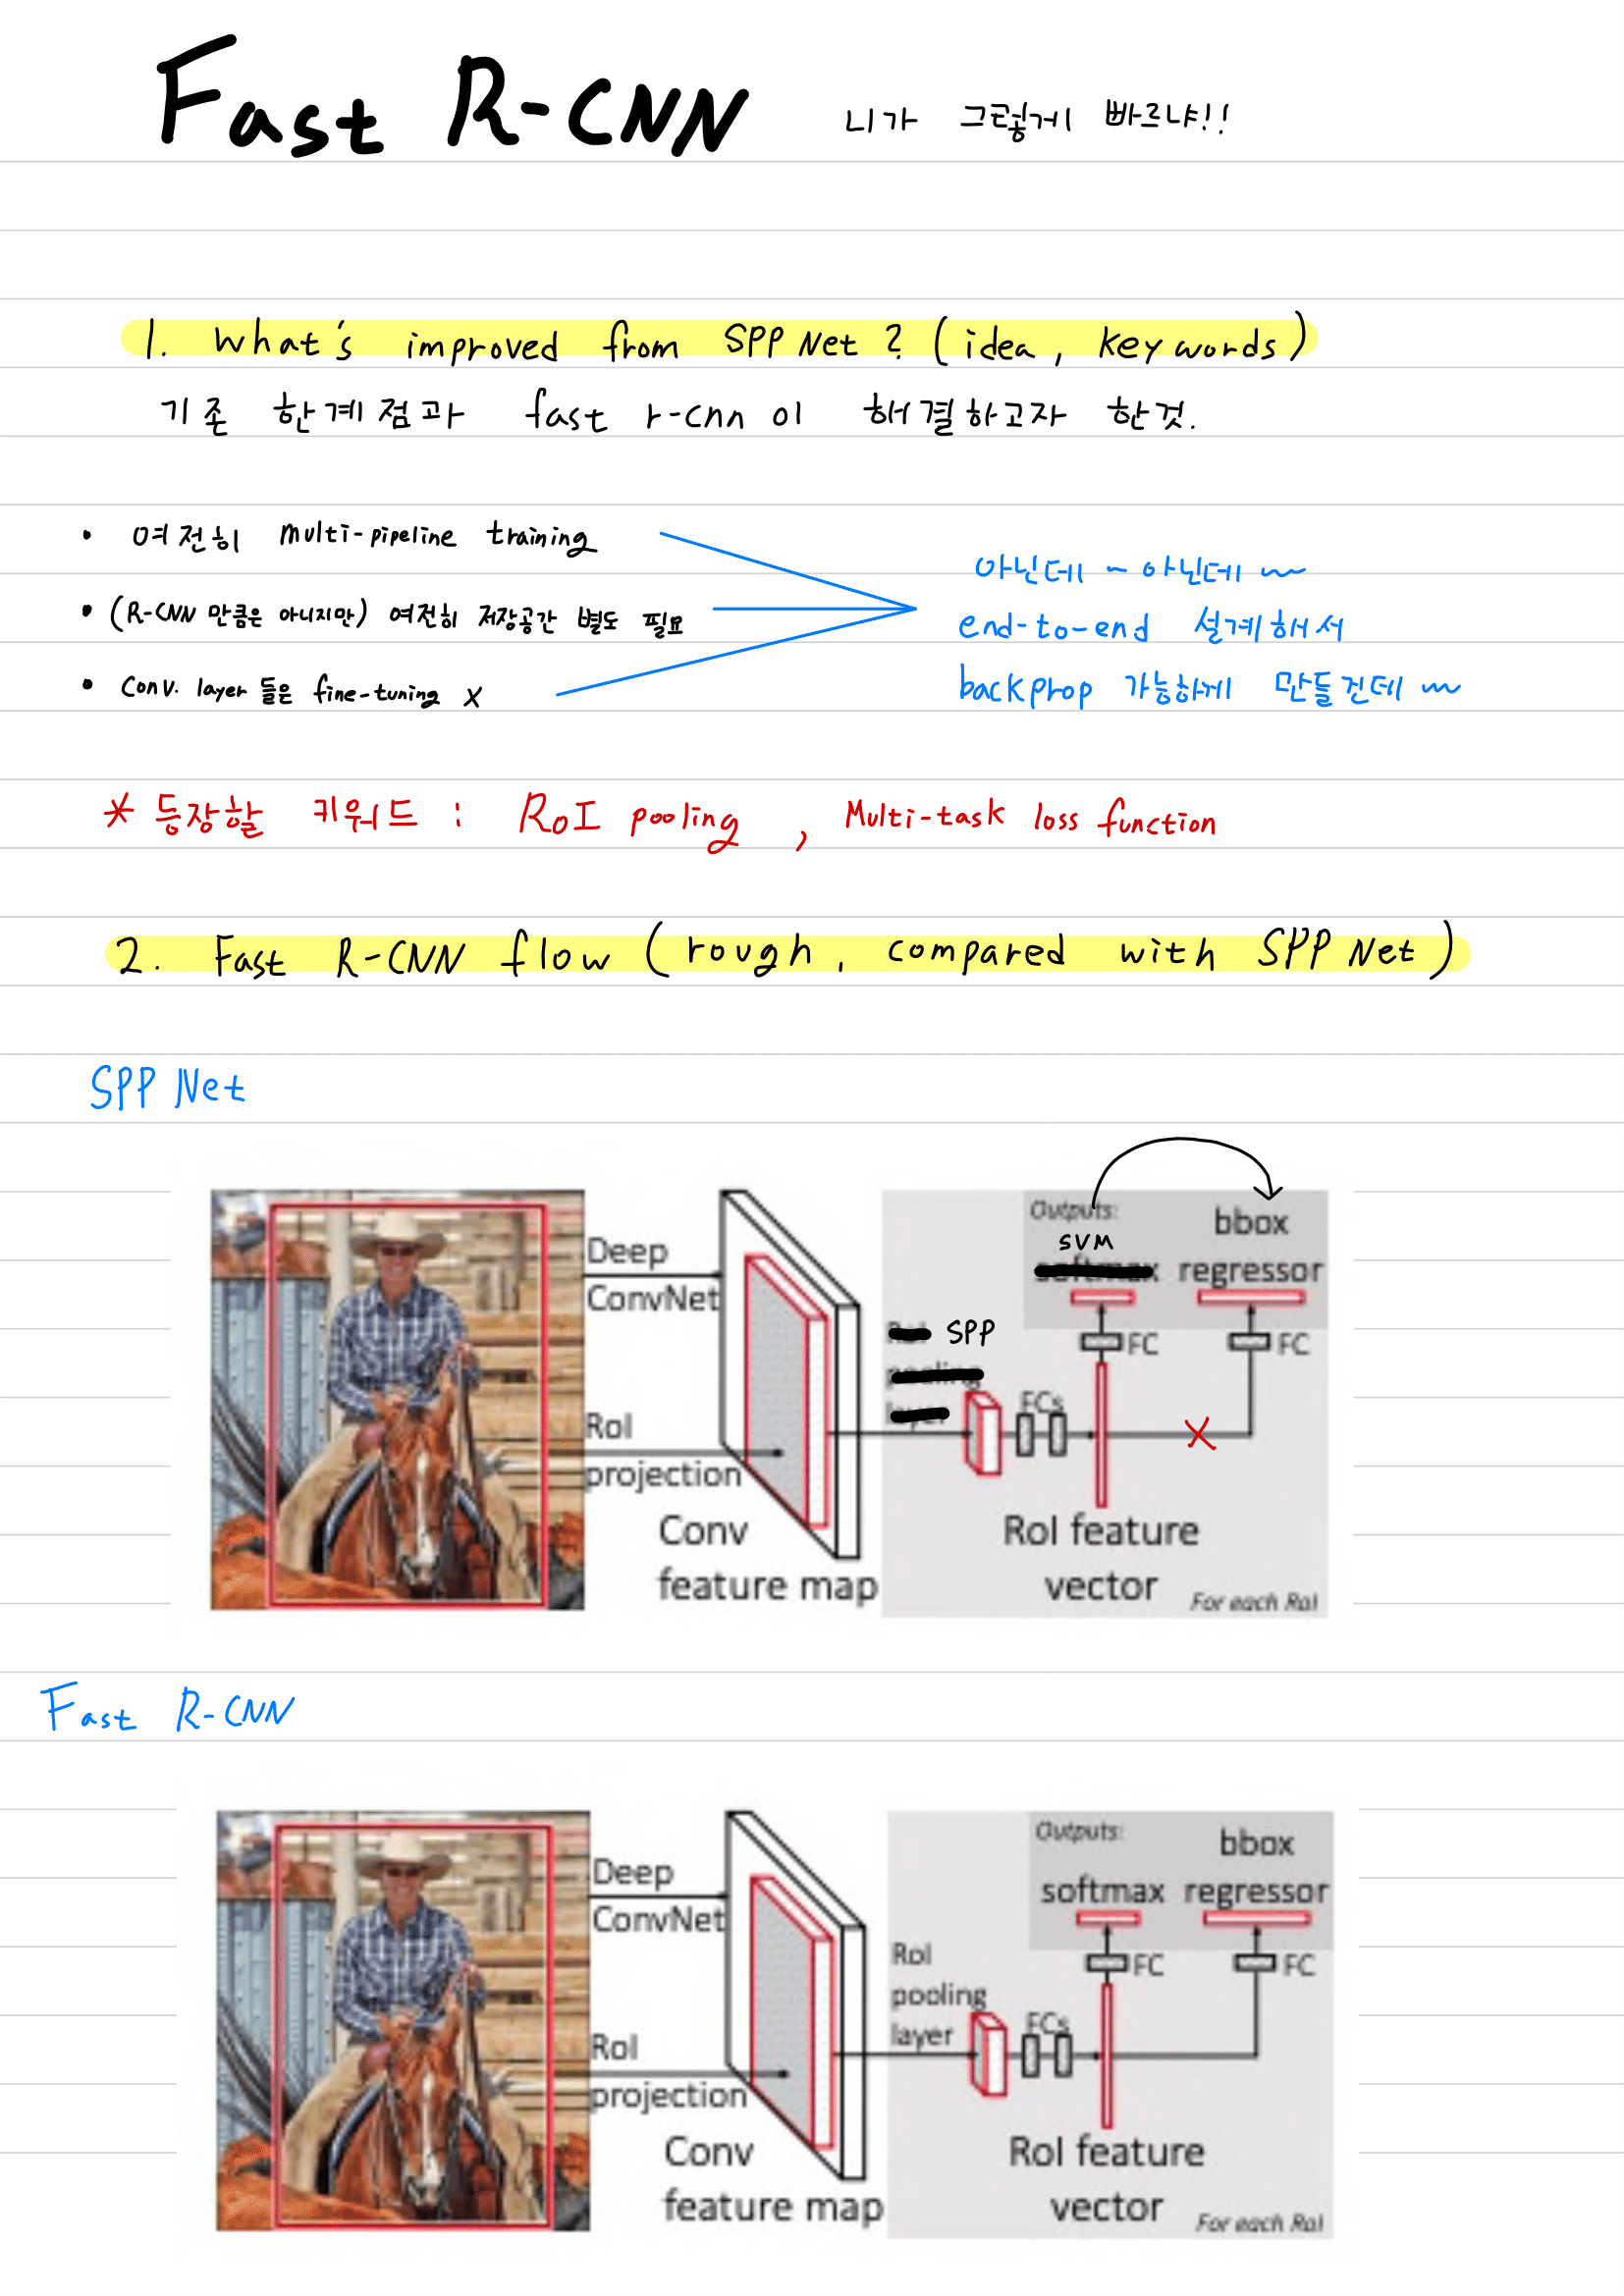 Fast R-CNN 니가 그렇게 빠르냐!!
1. What's improved from SPP Net? (idea, keywords)
기존 한계점과 fast r-cnn이 해결하고자 한것.
• 여전히 multi-pipeline training
• (R-CNN 만큼은 아니지만) 여전히 저장공간 별도 필요
• Conv. layer 들은 fine-tuning X
아닌데 ~ 아닌데 ~~
end-to-end 설계해서
backprop 가능하게 만들건데 ~~
* 등장할 키워드 : RoI pooling , Multi-task loss function
2. Fast R-CNN flow (rough, compared with SPP Net)
SPP Net
Deep
ConvNet
RoI
projection
Conv
feature map
SPP
FCs
Outputs:
SVM
bbox
regressor
FC
FC
X
RoI feature
vector
For each RoI
Fast R-CNN
Deep
ConvNet
RoI
projection
Conv
feature map
RoI
pooling
layer
FCs
Outputs:
softmax
bbox
regressor
FC
FC
RoI feature
vector
For each RoI